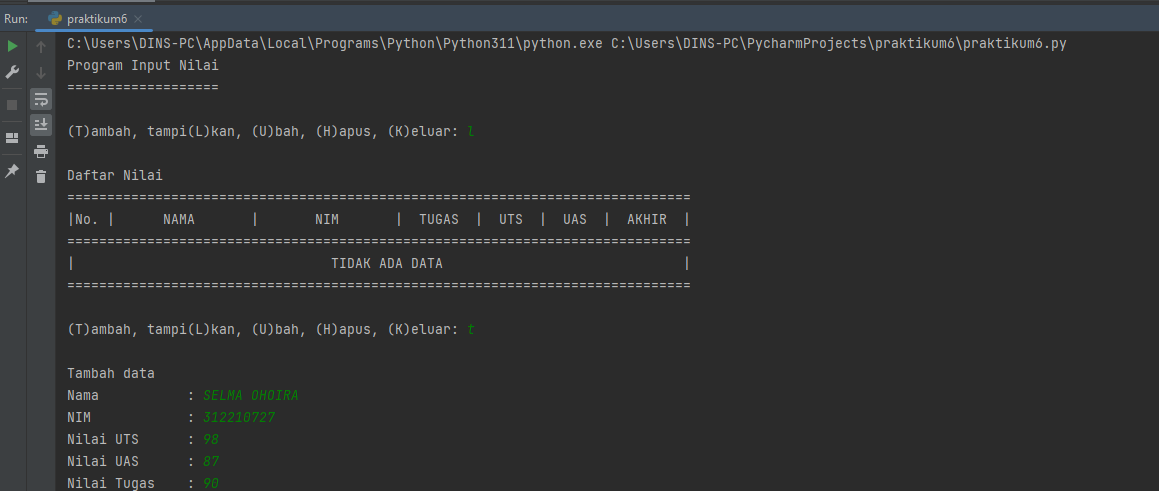 Run: praktikum6 ×
C:\Users\DINS-PC\AppData\Local\Programs\Python\Python311\python.exe C:\Users\DINS-PC\PycharmProjects\praktikum6\praktikum6.py
Program Input Nilai
===================
(T)ambah, tampi(L)kan, (U)bah, (H)apus, (K)eluar: l
Daftar Nilai
==============================================================================
|No. |      NAMA       |       NIM       |  TUGAS  |  UTS  |  UAS  |  AKHIR  |
==============================================================================
|                                TIDAK ADA DATA                              |
==============================================================================
(T)ambah, tampi(L)kan, (U)bah, (H)apus, (K)eluar: t
Tambah data
Nama           : SELMA OHOIRA
NIM            : 312210727
Nilai UTS      : 98
Nilai UAS      : 87
Nilai Tugas    : 90